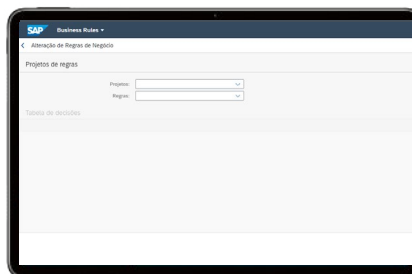 SAP Business Rules
Alteração de Regras de Negócio
Projetos de regras
Projetos:
Regras:
Tabela de decisões